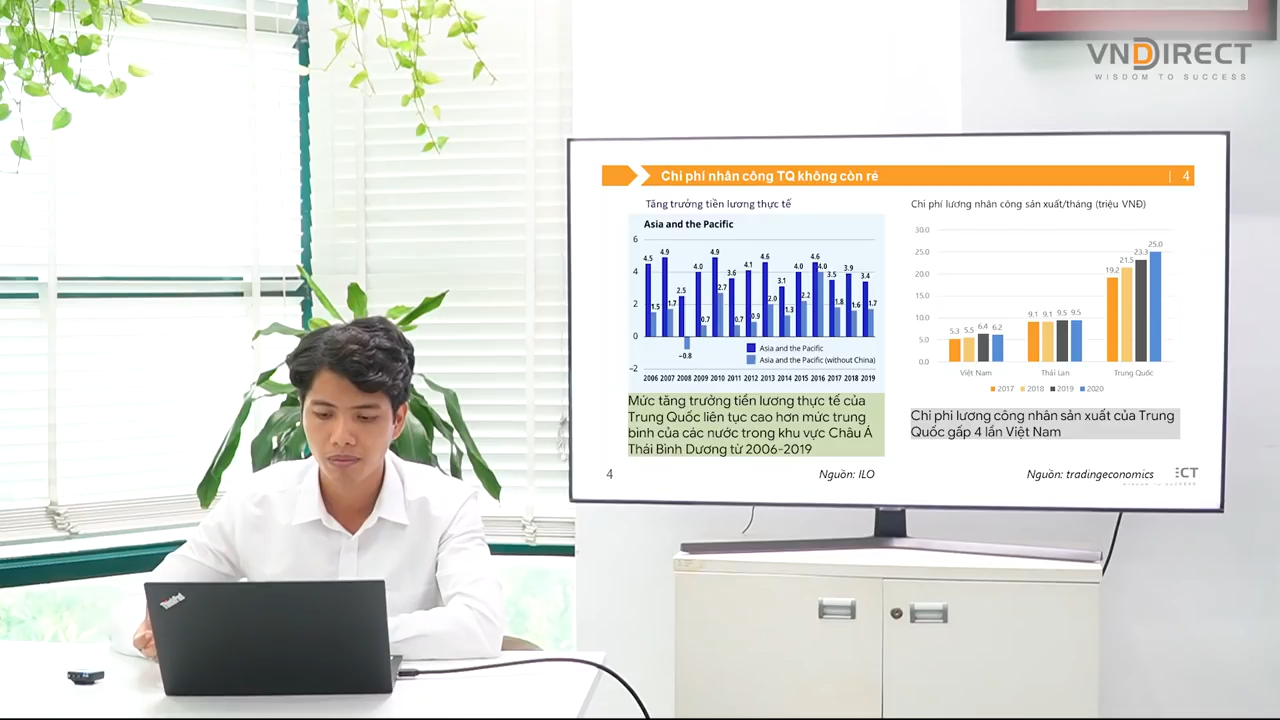 VNDIRECT
WISDOM TO SUCCESS
Chi phí nhân công TQ không còn rẻ
| 4
Tăng trưởng tiền lương thực tế
Asia and the Pacific
6
4
2
0
−2
4.5 1.5 4.9 1.7 2.5 −0.8 4.0 0.7 4.9 2.7 3.6 0.7 4.1 0.9 4.6 2.0 3.1 1.3 4.0 2.2 4.6 4.0 3.5 1.8 3.9 1.6 3.4 1.7
Asia and the Pacific
Asia and the Pacific (without China)
2006 2007 2008 2009 2010 2011 2012 2013 2014 2015 2016 2017 2018 2019
Mức tăng trưởng tiền lương thực tế của
Trung Quốc liên tục cao hơn mức trung
bình của các nước trong khu vực Châu Á
Thái Bình Dương từ 2006-2019
4
Nguồn: ILO
Chi phí lương nhân công sản xuất/tháng (triệu VNĐ)
30.0
25.0
20.0
15.0
10.0
5.0
0.0
5.3 5.5 6.4 6.2
9.1 9.1 9.5 9.5
19.2 21.5 23.3 25.0
Việt Nam Thái Lan Trung Quốc
2017 2018 2019 2020
Chi phí lương công nhân sản xuất của Trung
Quốc gấp 4 lần Việt Nam
Nguồn: tradingeconomics
ECT
ThinkPad